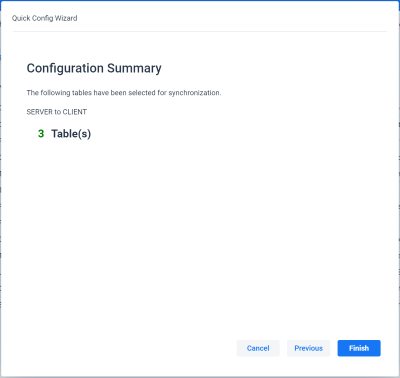 Quick Config Wizard
Configuration Summary
The following tables have been selected for synchronization.
SERVER to CLIENT
3 Table(s)
Cancel Previous Finish